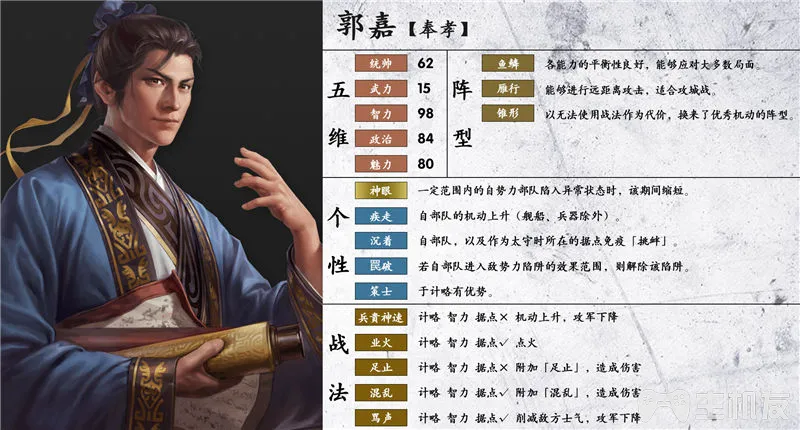 郭嘉【奉孝】
五维
统帅 62
武力 15
智力 98
政治 84
魅力 80
阵型
鱼鳞 各能力的平衡性良好，能够应对大多数局面。
雁行 能够进行远距离攻击，适合攻城战。
锥形 以无法使用战法作为代价，换来了优秀机动的阵型。
个性
神眼 一定范围内的自势力部队陷入异常状态时，该期间缩短。
疾走 自部队的机动上升（舰船、兵器除外）。
沉着 自部队，以及作为太守时所在的据点免疫「挑衅」。
罠破 若自部队进入敌势力陷阱的效果范围，则解除该陷阱。
策士 于计略有优势。
战法
兵貴神速 计略 智力 据点× 机动上升，攻军下降
业火 计略 智力 据点✓ 点火
足止 计略 智力 据点× 附加「足止」，造成伤害
混乱 计略 智力 据点✓ 附加「混乱」，造成伤害
骂声 计略 智力 据点✓ 削减敌方士气，攻军下降